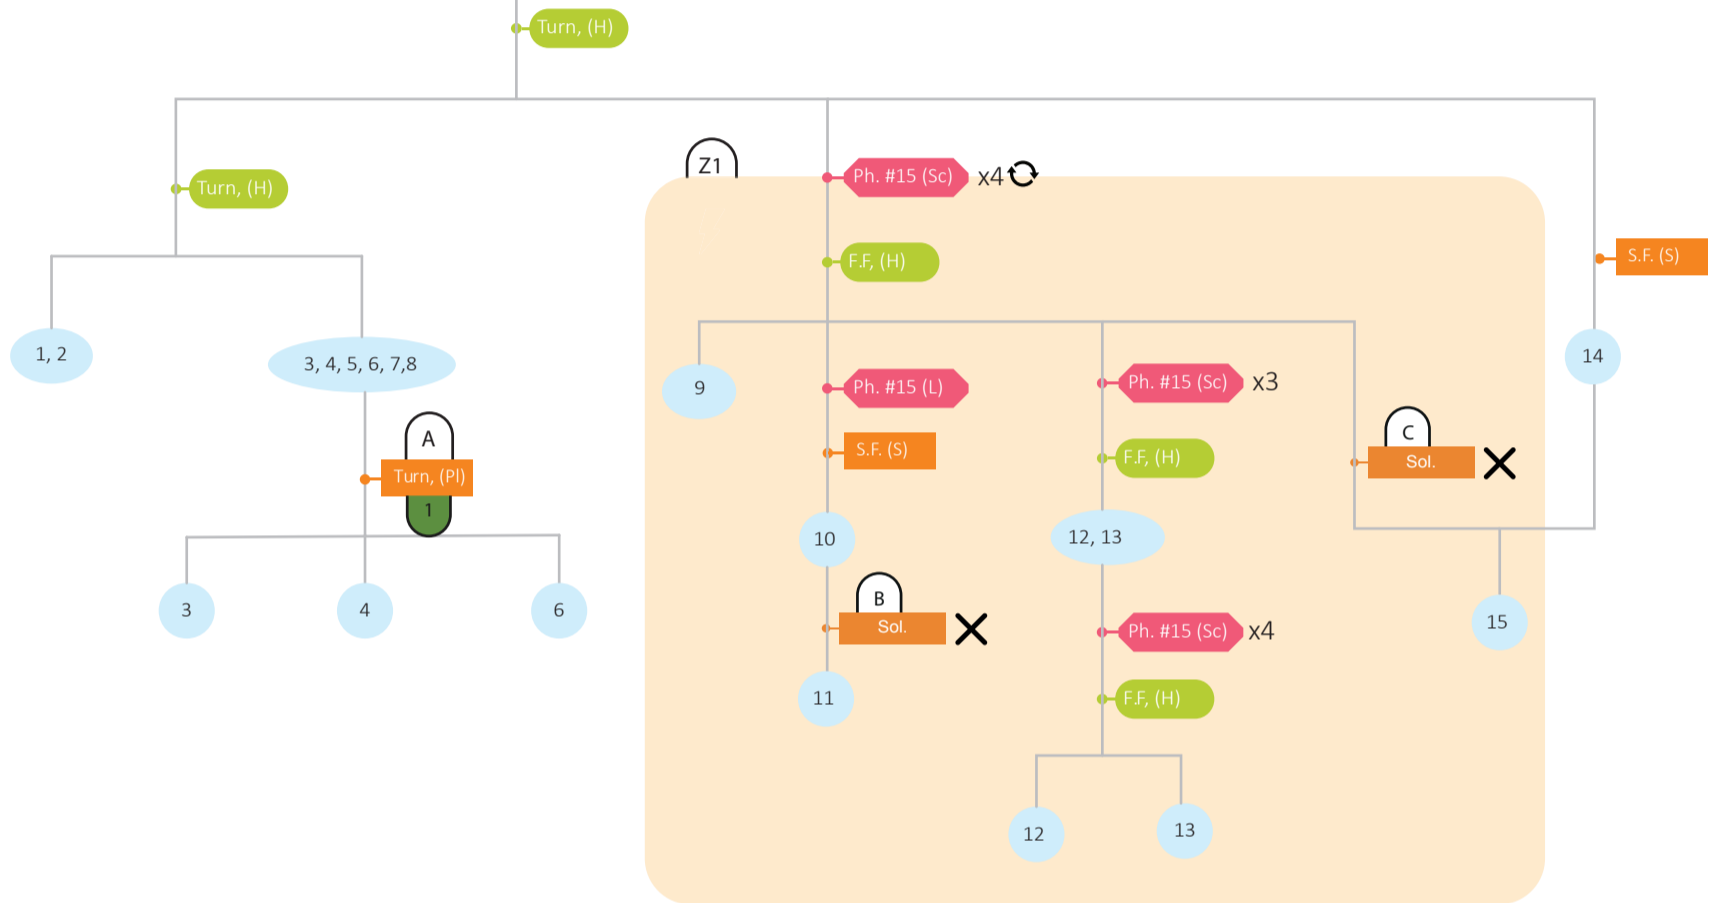 Turn, (H)
Z1
Ph. #15 (Sc) x4
Turn, (H)
F.F, (H)
S.F. (S)
1, 2
3, 4, 5, 6, 7,8
9
Ph. #15 (L)
Ph. #15 (Sc) x3
14
A
C
Turn, (Pl)
S.F. (S)
F.F, (H)
Sol.
1
10
12, 13
3
4
6
B
Sol.
Ph. #15 (Sc) x4
15
11
F.F, (H)
12
13